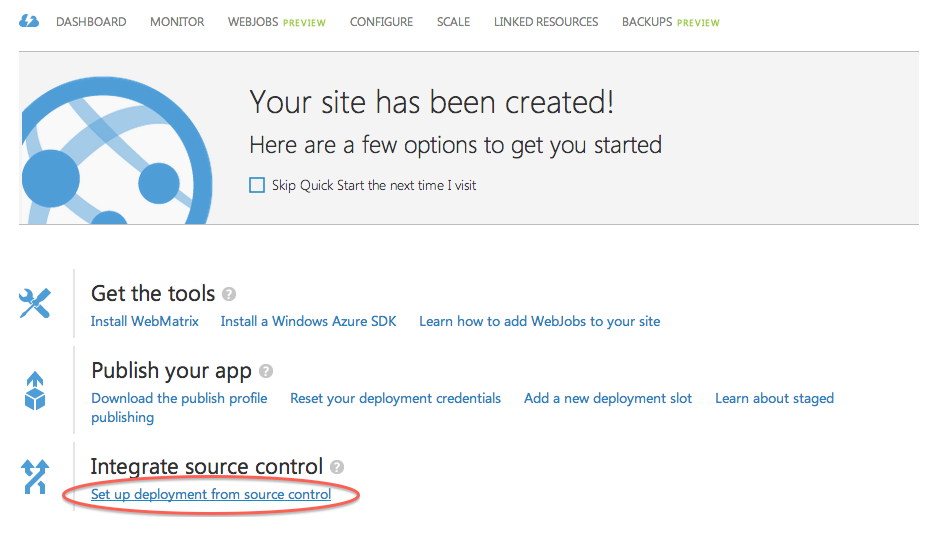 DASHBOARD MONITOR WEBJOBS PREVIEW CONFIGURE SCALE LINKED RESOURCES BACKUPS PREVIEW
Your site has been created!
Here are a few options to get you started
Skip Quick Start the next time I visit
Get the tools ?
Install WebMatrix Install a Windows Azure SDK Learn how to add WebJobs to your site
Publish your app ?
Download the publish profile Reset your deployment credentials Add a new deployment slot Learn about staged
publishing
Integrate source control ?
Set up deployment from source control